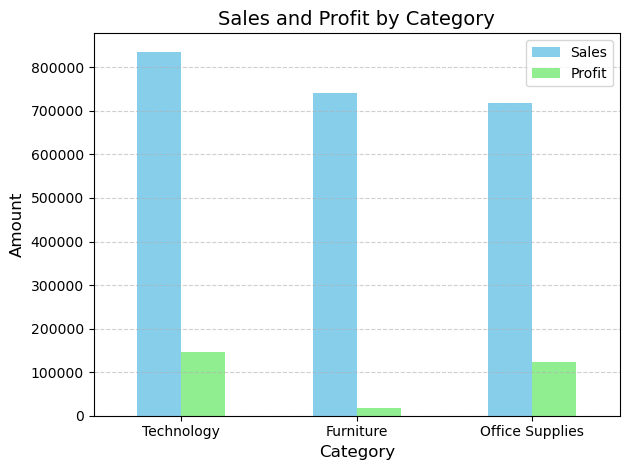 Sales and Profit by Category
Sales
Profit
Amount
800000
700000
600000
500000
400000
300000
200000
100000
0
Technology
Furniture
Office Supplies
Category